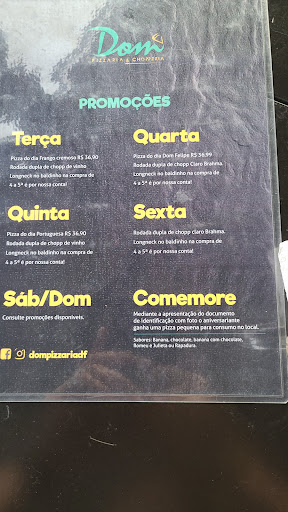 Dom
PIZZARIA & CHOPERIA
PROMOÇÕES
Terça
Pizza do dia Frango cremoso R$ 36,90
Rodada dupla de chopp de vinho
Longneck no baldinho na compra de
4 a 5ª é por nossa conta!
Quarta
Pizza do dia Dom Felipe R$ 36,99
Rodada dupla de chopp Claro Brahma.
Longneck no baldinho na compra de
4 a 5ª é por nossa conta!
Quinta
Pizza do dia Portuguesa R$ 36,90
Rodada dupla de chopp de vinho
Longneck no baldinho na compra de
4 a 5ª é por nossa conta!
Sexta
Rodada dupla de chopp Claro Brahma.
Longneck no baldinho na compra de
4 a 5ª é por nossa conta!
Sáb/Dom
Consulte promoções disponíveis.
Comemore
Mediante a apresentação do documento
de identificação com foto o aniversariante
ganha uma pizza pequena para consumo no local.
Sabores: Banana, chocolate, banana com chocolate,
Romeu e Julieta ou Rapadura.
dompizzariadf